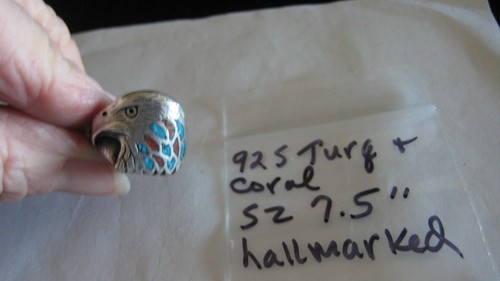 925 Turq +
coral
SZ 7.5"
hallmarked